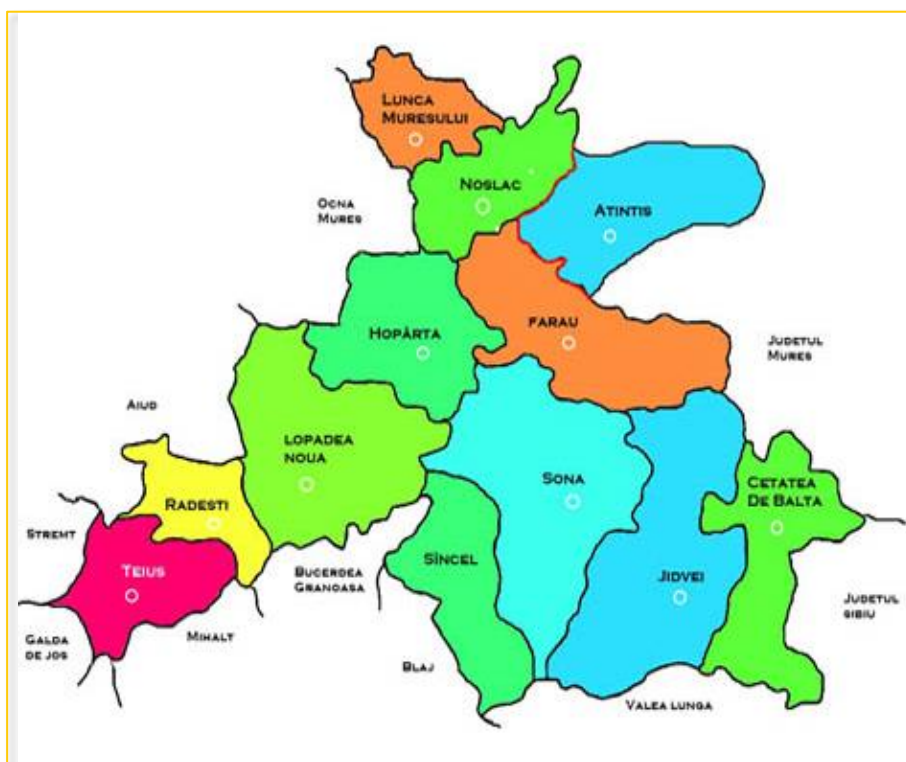 LUNCA
MURESULUI
NOSLAC
OCNA
MURES
ATINTIS
HOPÂRTA
FARAU
JUDETUL
MURES
AIUD
LOPADEA
NOUA
RADESTI
SONA
CETATEA
DE BALTA
STREMT
TEIUS
BUCERDEA
GRANOASA
SÎNCEL
JIDVEI
JUDETUL
SIBIU
GALDA
DE JOS
MIHALT
BLAJ
VALEA LUNGA